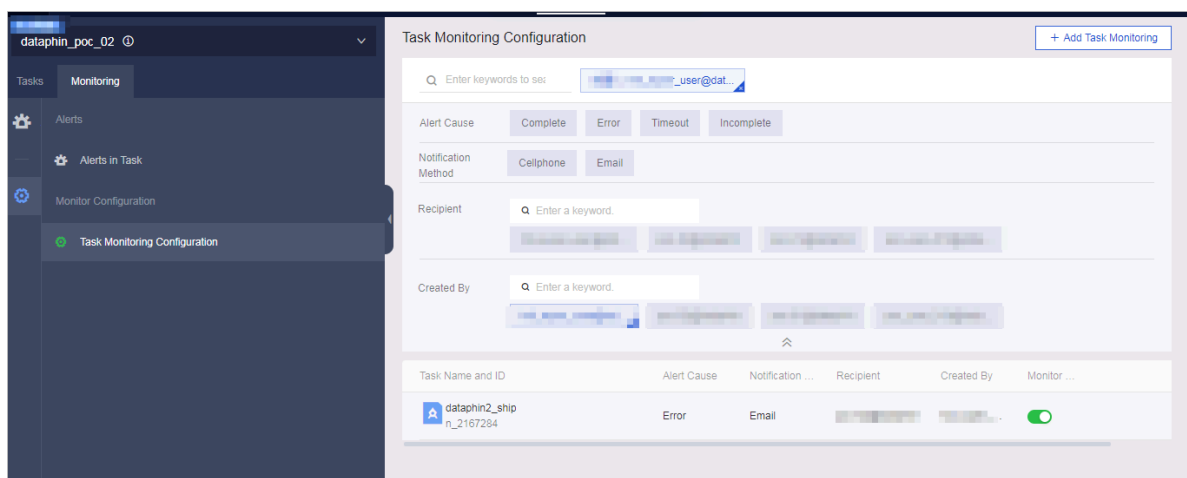 dataphin_poc_02
Tasks
Monitoring
Alerts
Alerts in Task
Monitor Configuration
Task Monitoring Configuration
Task Monitoring Configuration
+ Add Task Monitoring
Enter keywords to
_user@dat...
Alert Cause
Complete
Error
Timeout
Incomplete
Notification
Method
Cellphone
Email
Recipient
Enter a keyword.
Created By
Enter a keyword.
Task Name and ID
Alert Cause
Notification ...
Recipient
Created By
Monitor ...
dataphin2_ship
n_2167284
Error
Email